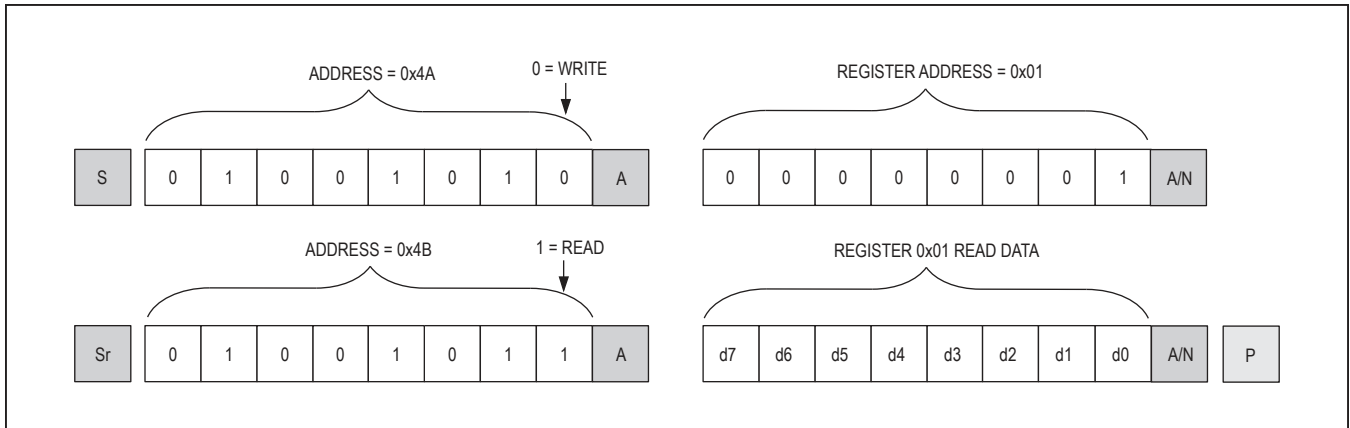 ADDRESS = 0x4A 0 = WRITE REGISTER ADDRESS = 0x01
S 0 1 0 0 1 0 1 0 A 0 0 0 0 0 0 0 1 A/N
ADDRESS = 0x4B 1 = READ REGISTER 0x01 READ DATA
Sr 0 1 0 0 1 0 1 1 A d7 d6 d5 d4 d3 d2 d1 d0 A/N P